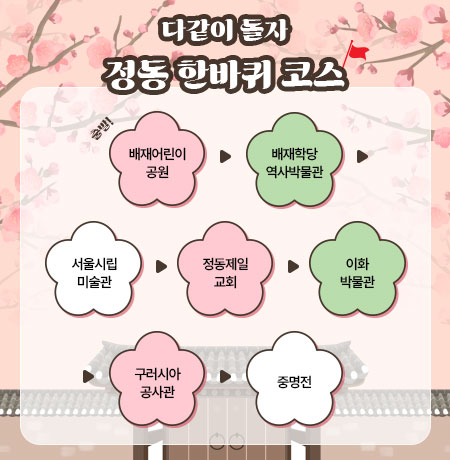 다같이 돌자
정동 한바퀴 코스
출발!
배재어린이
공원
배재학당
역사박물관
서울시립
미술관
정동제일
교회
이화
박물관
구러시아
공사관
중명전